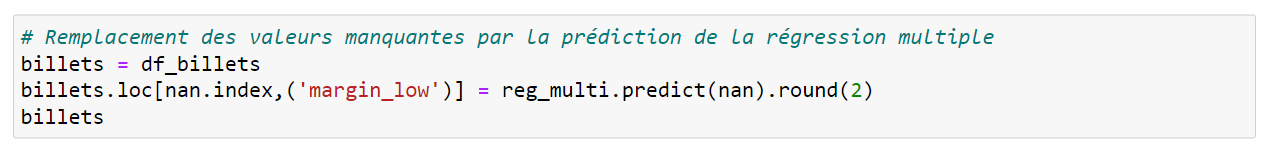 # Remplacement des valeurs manquantes par la prédiction de la régression multiple
billets = df_billets
billets.loc[nan.index,('margin_low')] = reg_multi.predict(nan).round(2)
billets